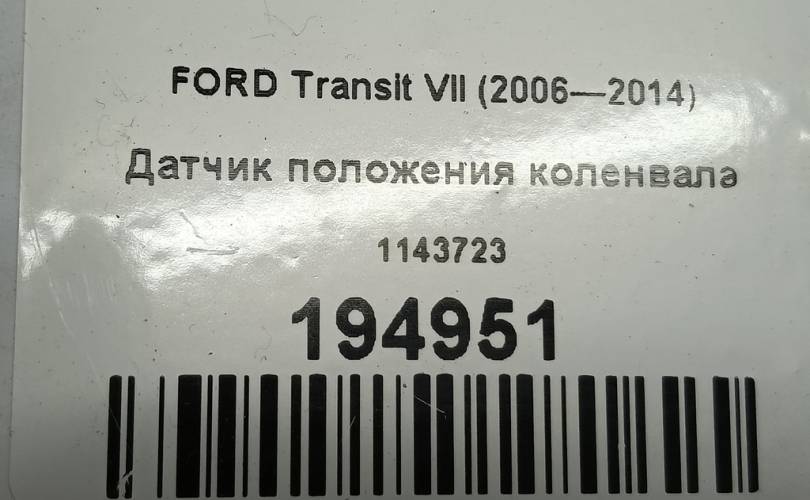 FORD Transit VII (2006—2014)
Датчик положения коленвала
1143723
194951